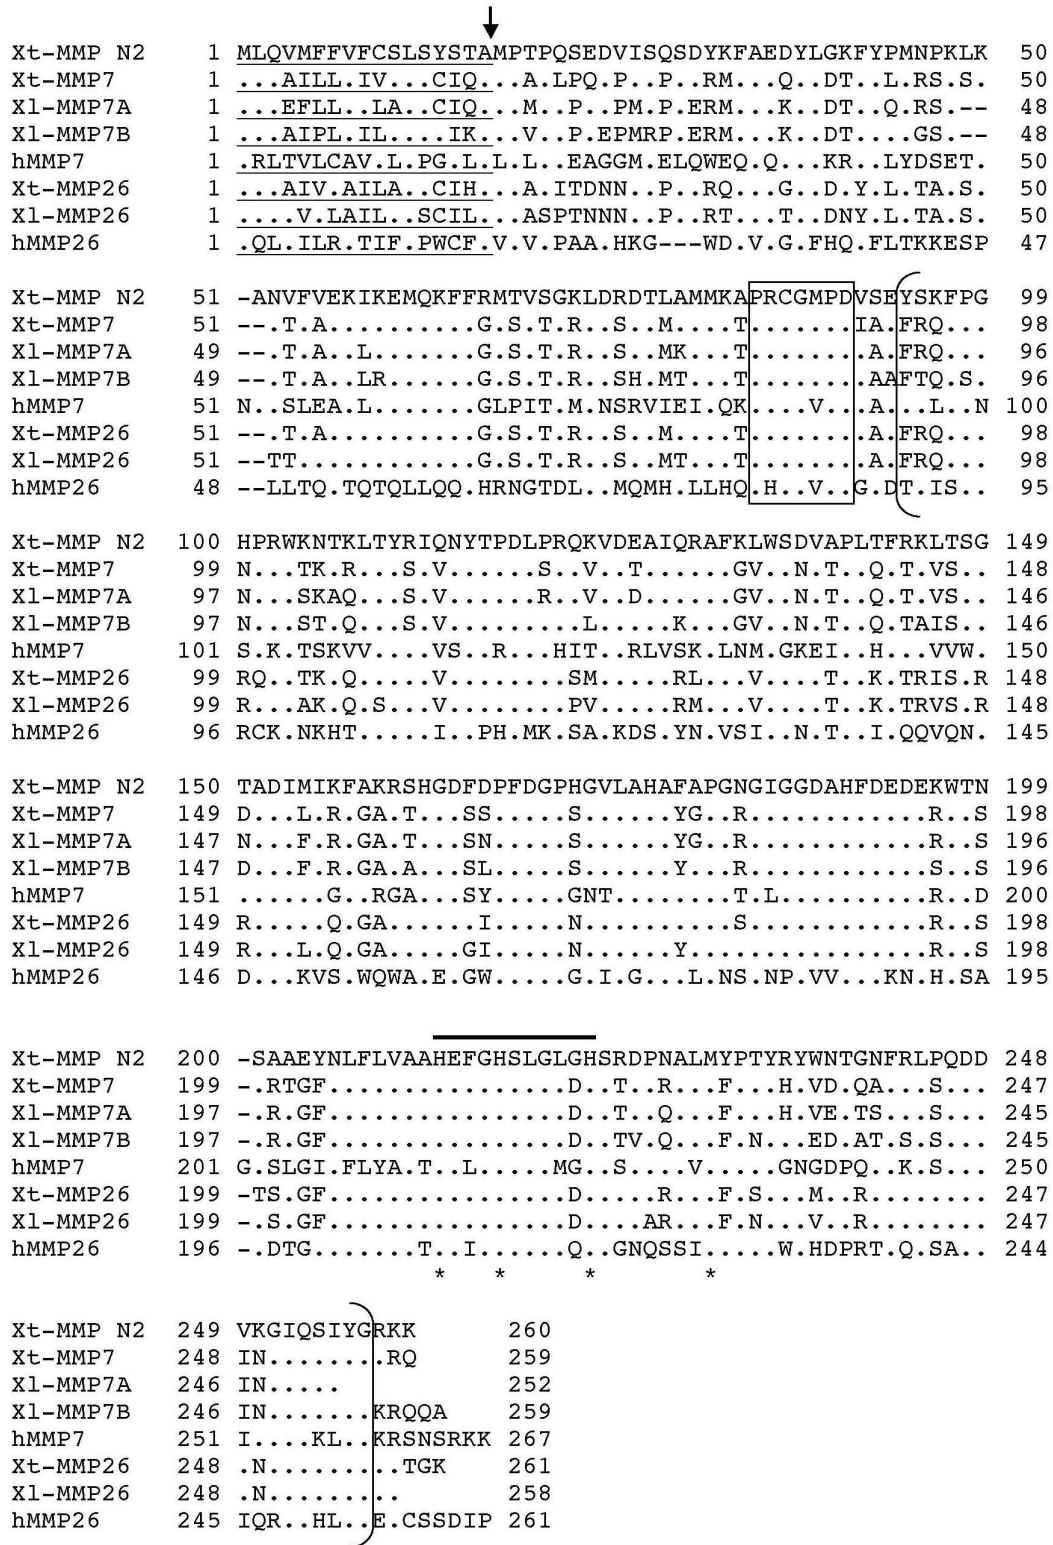 Xt-MMP N2 1 MLQVMFFVFCSLSYSTAMPTPQSEDVISQSDYKFAEDYLGKFYPMNPKLK 50
Xt-MMP7 1 ...AILL.IV...CIQ...A.LPQ.P..P..RM...Q..DT..L.RS.S. 50
Xl-MMP7A 1 ...EFLL..LA..CIQ...M..P..PM.P.ERM...K..DT..Q.RS.-- 48
Xl-MMP7B 1 ...AIPL.IL....IK...V..P.EPMRP.ERM...K..DT....GS.-- 48
hMMP7 1 .RLTVLCAV.L.PG.L.L.L..EAGGM.ELQWEQ.Q...KR..LYDSET. 50
Xt-MMP26 1 ...AIV.AILA..CIH...A.ITDNN..P..RQ...G..D.Y.L.TA.S. 50
Xl-MMP26 1 ....V.LAIL..SCIL...ASPTNNN..P..RT...T..DNY.L.TA.S. 50
hMMP26 1 .QL.ILR.TIF.PWCF.V.V.PAA.HKG---WD.V.G.FHQ.FLTKKESP 47
Xt-MMP N2 51 -ANVFVEKIKEMQKFFRMTVSGKLDRDTLAMMKAPRCGMPDVSEYSKFPG 99
Xt-MMP7 51 --.T.A..........G.S.T.R..S..M....T.......IA.FRQ... 98
Xl-MMP7A 49 --.T.A..L.......G.S.T.R..S..MK...T........A.FRQ... 96
Xl-MMP7B 49 --.T.A..LR......G.S.T.R..SH.MT...T........AAFTQ.S. 96
hMMP7 51 N..SLEA.L.......GLPIT.M.NSRVIEI.QK....V...A...L..N 100
Xt-MMP26 51 --.T.A..........G.S.T.R..S..M....T........A.FRQ... 98
Xl-MMP26 51 --TT............G.S.T.R..S..MT...T........A.FRQ... 98
hMMP26 48 --LLTQ.TQTQLLQQ.HRNGTDL..MQMH.LLHQ.H..V..G.DT.IS.. 95
Xt-MMP N2 100 HPRWKNTKLTYRIQNYTPDLPRQKVDEAIQRAFKLWSDVAPLTFRKLTSG 149
Xt-MMP7 99 N...TK.R...S.V......S..V..T......GV..N.T..Q.T.VS.. 148
Xl-MMP7A 97 N...SKAQ...S.V......R..V..D......GV..N.T..Q.T.VS.. 146
Xl-MMP7B 97 N...ST.Q...S.V.........L.....K...GV..N.T..Q.TAIS.. 146
hMMP7 101 S.K.TSKVV....VS..R...HIT..RLVSK.LNM.GKEI..H...VVW. 150
Xt-MMP26 99 RQ..TK.Q.....V........SM.....RL...V....T..K.TRIS.R 148
Xl-MMP26 99 R...AK.Q.S...V........PV.....RM...V....T..K.TRVS.R 148
hMMP26 96 RCK.NKHT.....I..PH.MK.SA.KDS.YN.VSI..N.T..I.QQVQN. 145
Xt-MMP N2 150 TADIMIKFAKRSHGDFDPFDGPHGVLAHAFAPGNGIGGDAHFDEDEKWTN 199
Xt-MMP7 149 D...L.R.GA.T...SS.....S......YG..R............R..S 198
Xl-MMP7A 147 N...F.R.GA.T...SN.....S......YG..R............R..S 196
Xl-MMP7B 147 D...F.R.GA.A...SL.....S......Y...R............S..S 196
hMMP7 151 ......G..RGA...SY.....GNT........T.L..........R..D 200
Xt-MMP26 149 R.....Q.GA.....I.....N..........S............R..S 198
Xl-MMP26 149 R...L.Q.GA....GI.....N......Y................R..S 198
hMMP26 146 D...KVS.WQWA.E.GW.....G.I.G...L.NS.NP.VV...KN.H.SA 195
Xt-MMP N2 200 -SAAEYNLFLVAAHEFGHSLGLGHSRDPNALMYPTYRYWNTGNFRLPQDD 248
Xt-MMP7 199 -.RTGF................D..T..R...F...H.VD.QA...S... 247
Xl-MMP7A 197 -.R.GF................D..T..Q...F...H.VE.TS...S... 245
Xl-MMP7B 197 -.R.GF................D..TV.Q...F.N...ED.AT.S.S... 245
hMMP7 201 G.SLGI.FLYA.T..L.....MG..S....V.....GNGDPQ..K.S... 250
Xt-MMP26 199 -TS.GF................D.....R...F.S...M..R........ 247
Xl-MMP26 199 -.S.GF................D....AR...F.N...V..R........ 247
hMMP26 196 -.DTG.......T..I......Q..GNQSSI.....W.HDPRT.Q.SA.. 244
* * * *
Xt-MMP N2 249 VKGIQSIYGRKK 260
Xt-MMP7 248 IN........RQ 259
Xl-MMP7A 246 IN..... 252
Xl-MMP7B 246 IN.......KRQQA 259
hMMP7 251 I....KL..KRSNSRKK 267
Xt-MMP26 248 .N.........TGK 261
Xl-MMP26 248 .N......... 258
hMMP26 245 IQR..HL..E.CSSDIP 261